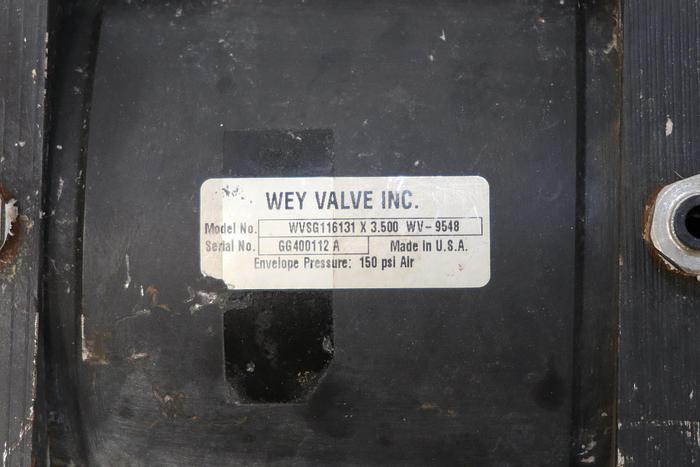 WEY VALVE INC.
Model No. WVSG116131 X 3.500 WV-9548
Serial No. GG400112 A Made in U.S.A.
Envelope Pressure: 150 psi Air